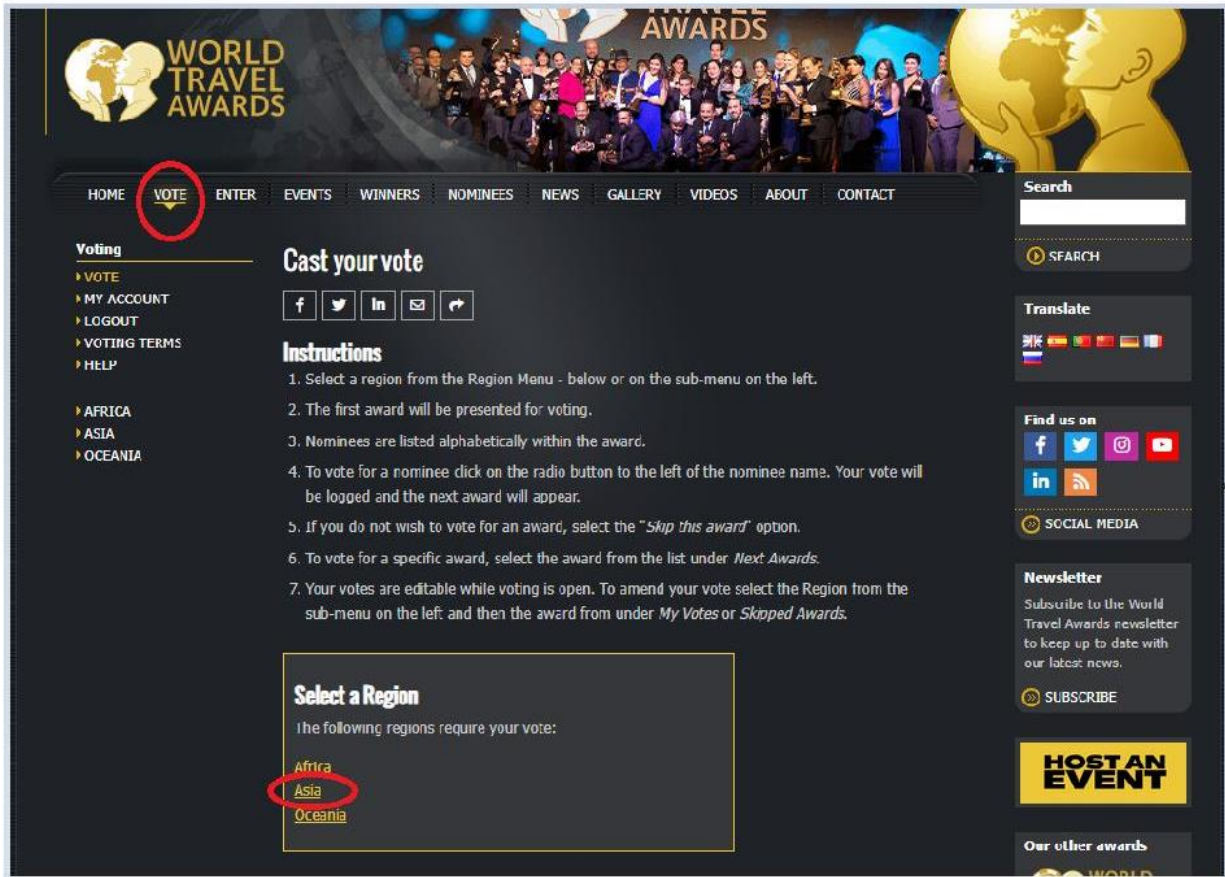 AWARDS
WORLD
TRAVEL
AWARDS
HOME VOTE ENTER EVENTS WINNERS NOMINEES NEWS GALLERY VIDEOS ABOUT CONTACT
Voting
VOTE
MY ACCOUNT
LOGOUT
VOTING TERMS
HELP
AFRICA
ASIA
OCEANIA
Cast your vote
Instructions
1. Select a region from the Region Menu - below or on the sub-menu on the left.
2. The first award will be presented for voting.
3. Nominees are listed alphabetically within the award.
4. To vote for a nominee click on the radio button to the left of the nominee name. Your vote will
be logged and the next award will appear.
5. If you do not wish to vote for an award, select the "Skip this award" option.
6. To vote for a specific award, select the award from the list under Next Awards.
7. Your votes are editable while voting is open. To amend your vote select the Region from the
sub-menu on the left and then the award from under My Votes or Skipped Awards.
Select a Region
The following regions require your vote:
Africa
Asia
Oceania
Search
SEARCH
Translate
Find us on
SOCIAL MEDIA
Newsletter
Subscribe to the World
Travel Awards newsletter
to keep up to date with
our latest news.
SUBSCRIBE
HOST AN
EVENT
Our other awards
WORLD